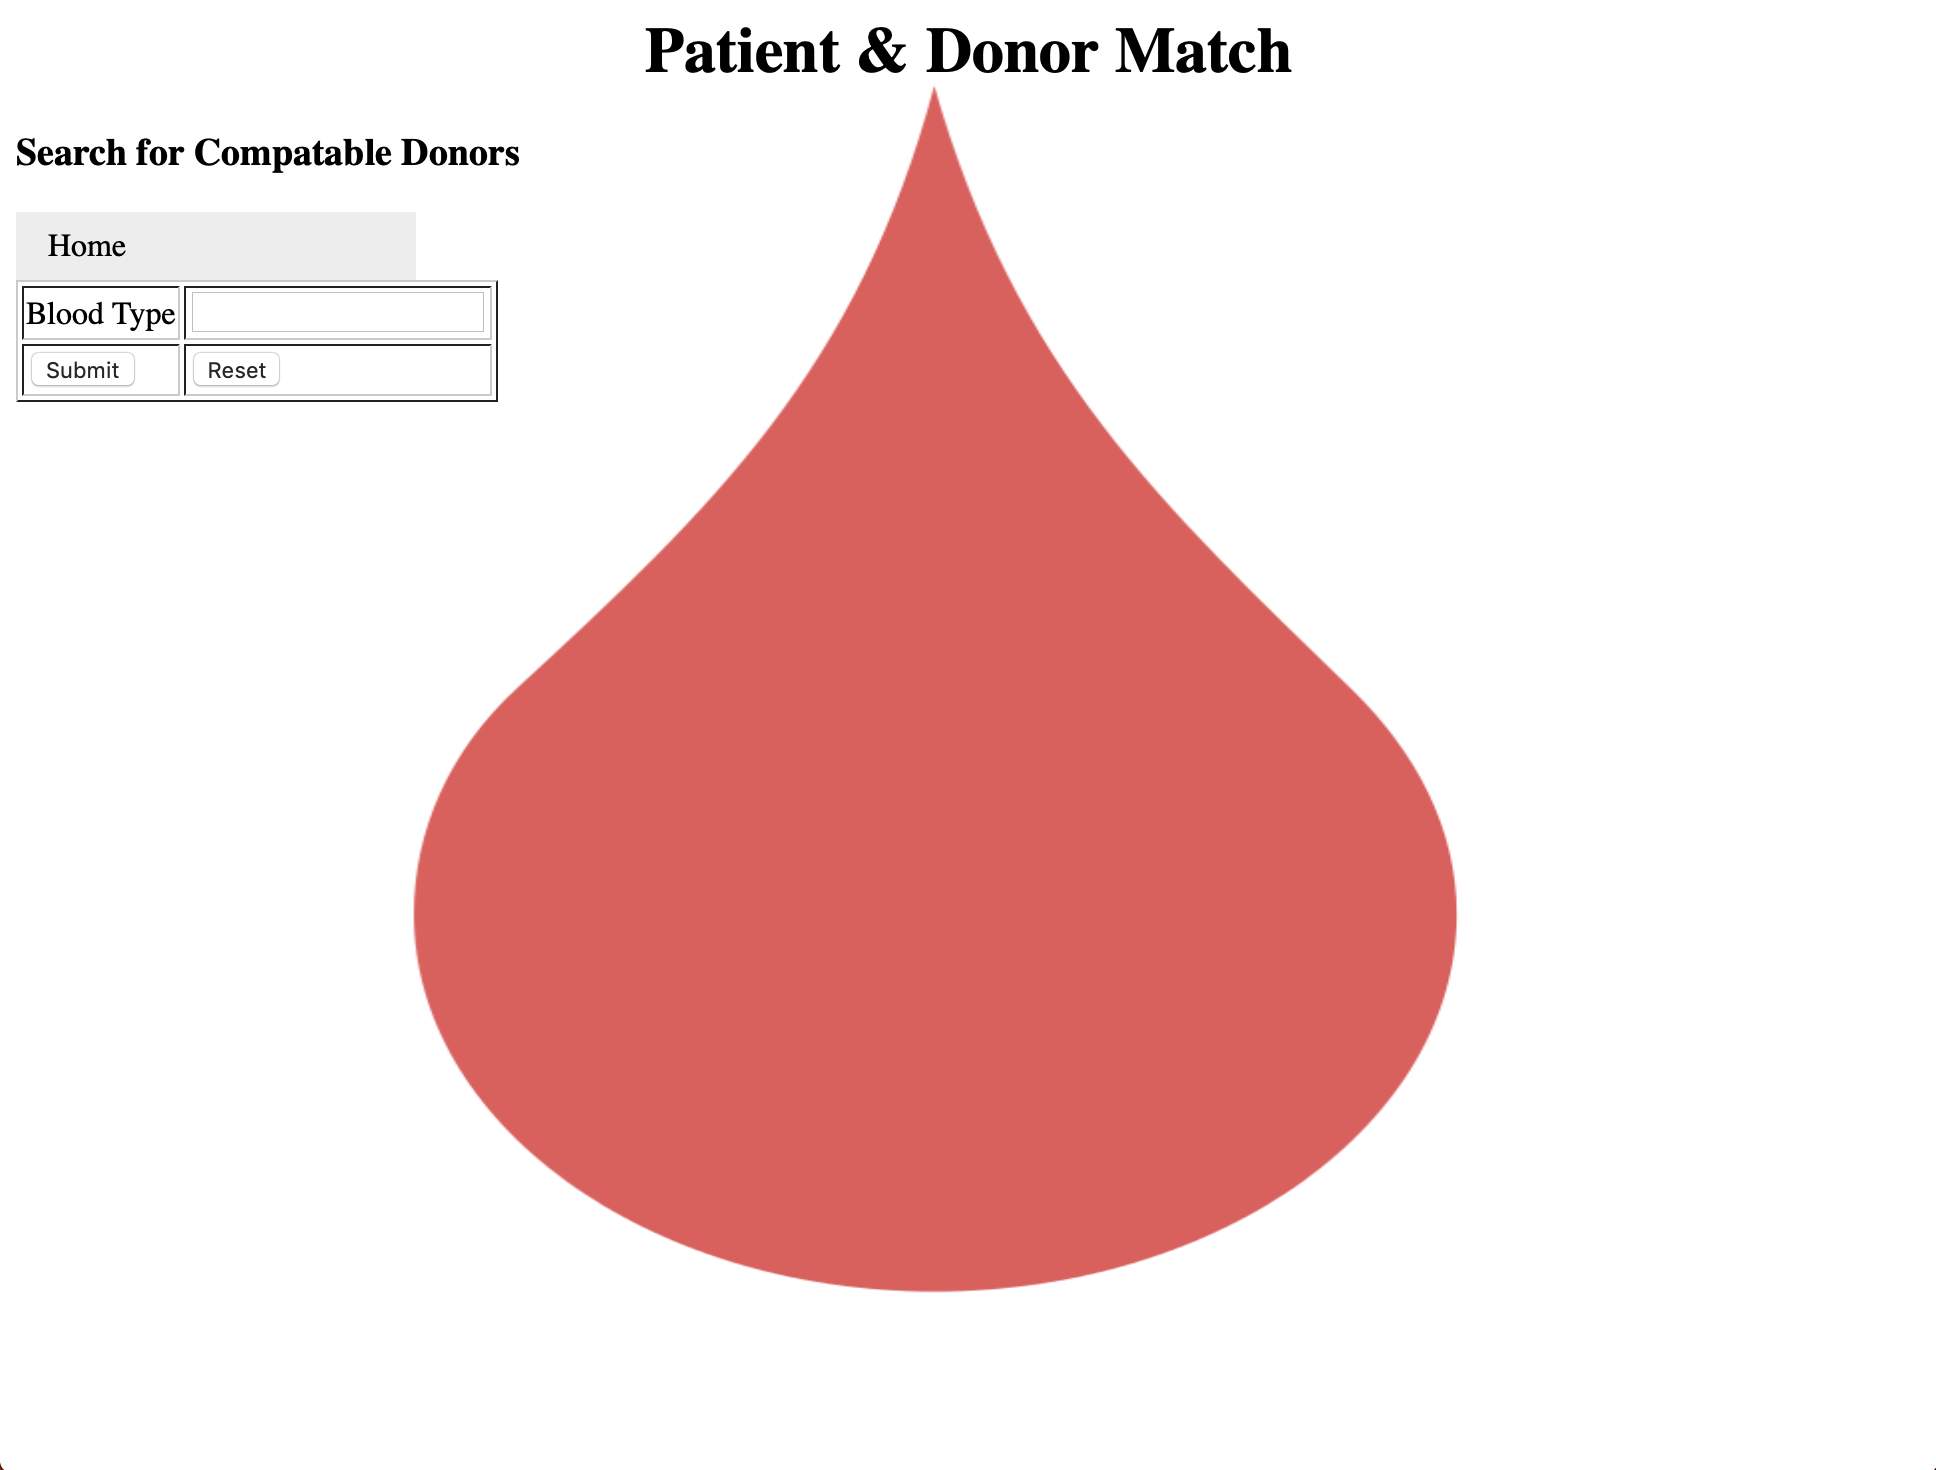 Patient & Donor Match
Search for Compatable Donors
Home
Blood Type
Submit Reset